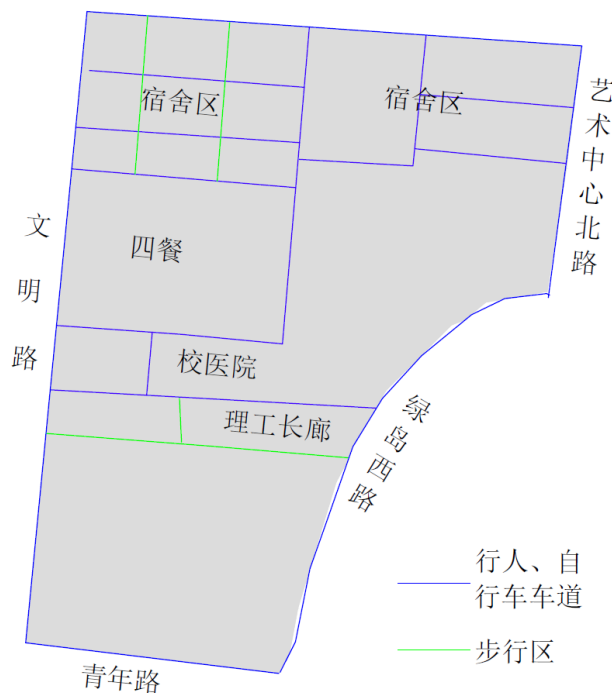 宿舍区
宿舍区
艺术中心北路
文明路
四餐
校医院
理工长廊
绿岛西路
青年路
行人、自
行车车道
步行区